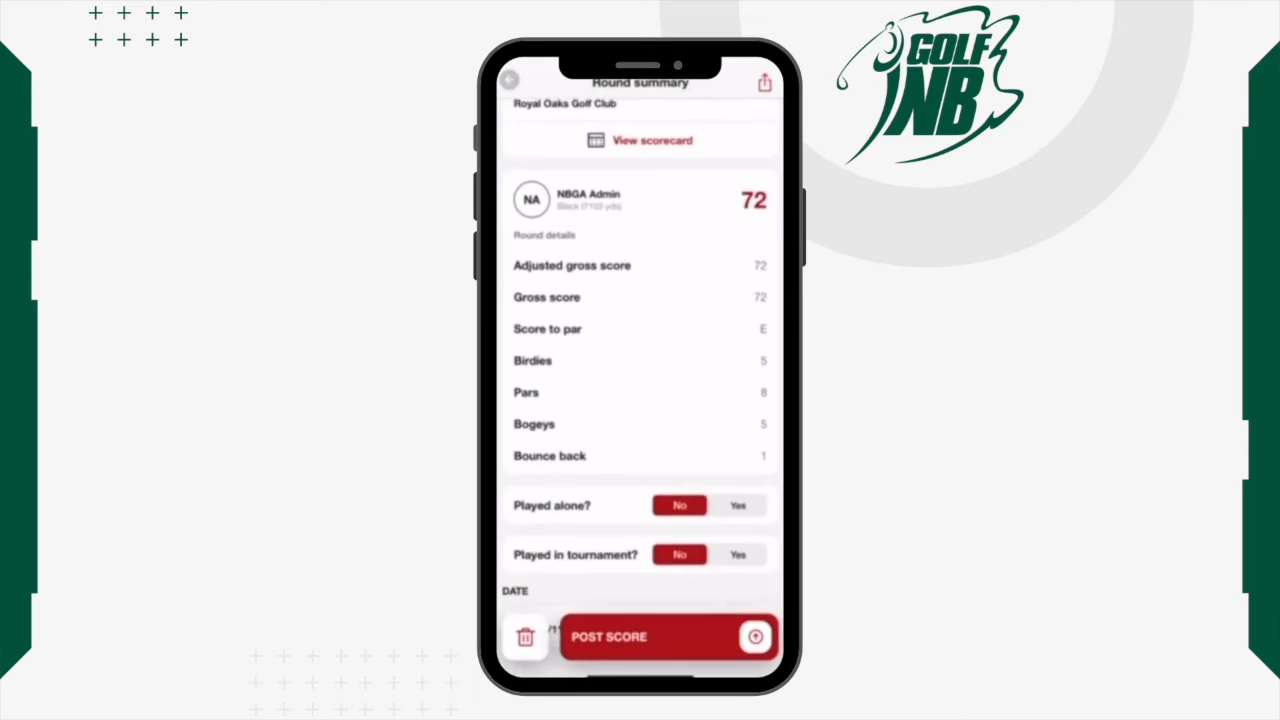 GOLF
NB
Round summary
Royal Oaks Golf Club
View scorecard
NA
NBGA Admin
72
Black (7103 yds)
Round details
Adjusted gross score 72
Gross score 72
Score to par E
Birdies 5
Pars 8
Bogeys 5
Bounce back 1
Played alone? No Yes
Played in tournament? No Yes
DATE
POST SCORE